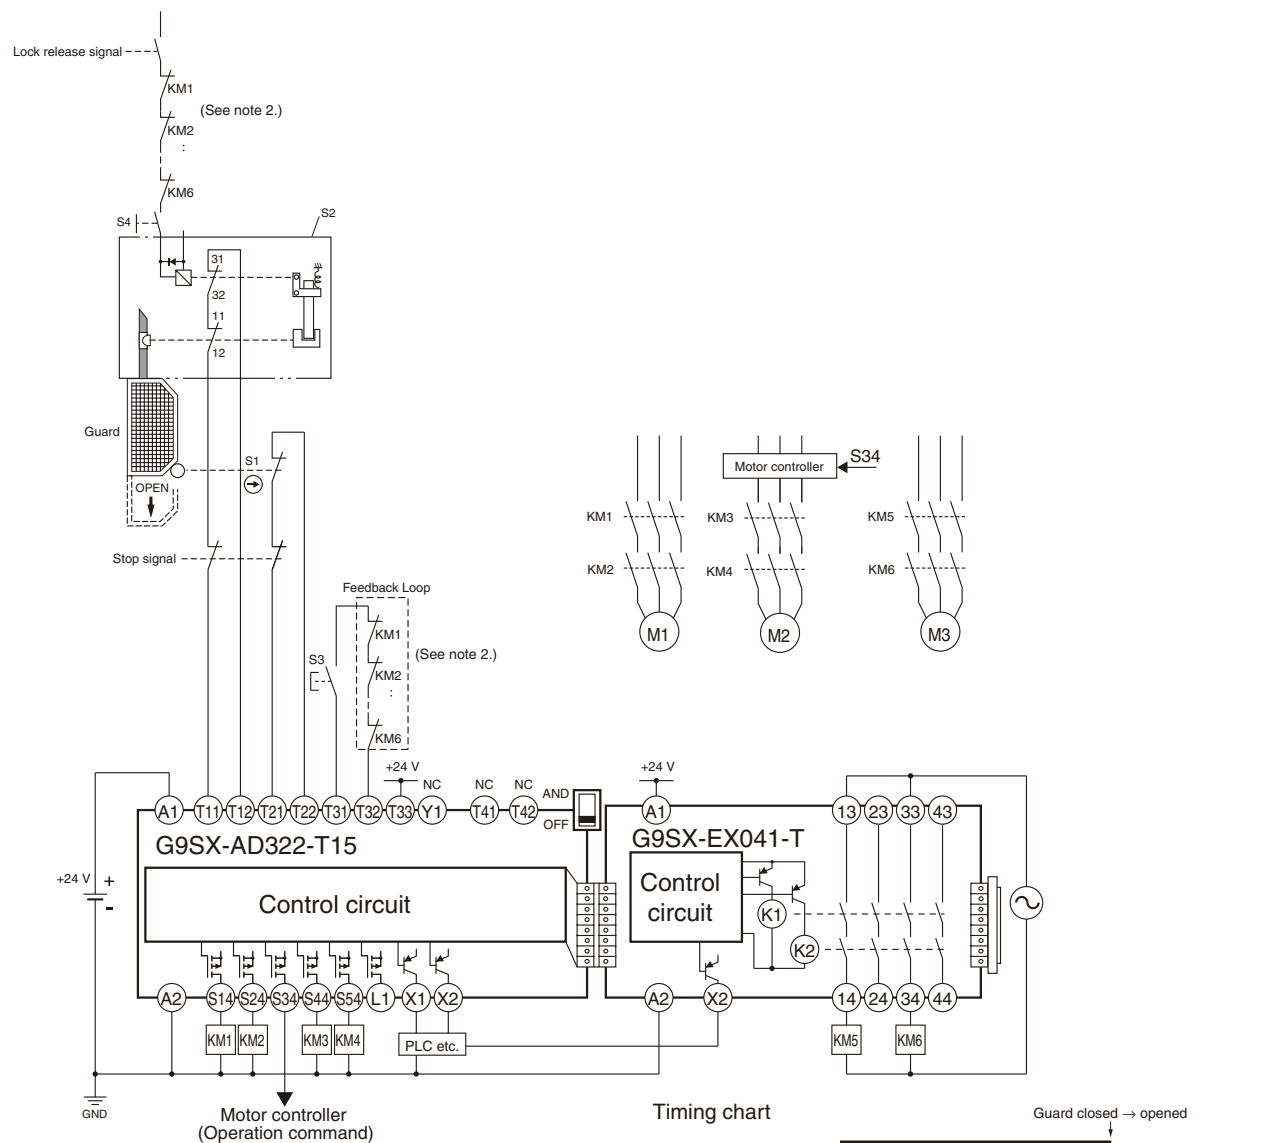 Lock release signal
KM1
(See note 2.)
KM2
:
KM6
S4
S2
31
32
11
12
Guard
S1
OPEN
Stop signal
Feedback Loop
KM1
S3
(See note 2.)
KM2
:
KM6
S34
Motor controller
KM1
KM3
KM5
KM2
KM4
KM6
M1
M2
M3
+24 V
NC
NC
NC
AND
OFF
A1
T11
T12
T21
T22
T31
T32
T33
Y1
T41
T42
G9SX-AD322-T15
Control circuit
+24 V
+
-
A2
S14
S24
S34
S44
S54
L1
X1
X2
KM1
KM2
KM3
KM4
PLC etc.
GND
Motor controller
(Operation command)
+24 V
A1
13
23
33
43
G9SX-EX041-T
Control
circuit
K1
K2
A2
X2
14
24
34
44
KM5
KM6
Timing chart
Guard closed → opened